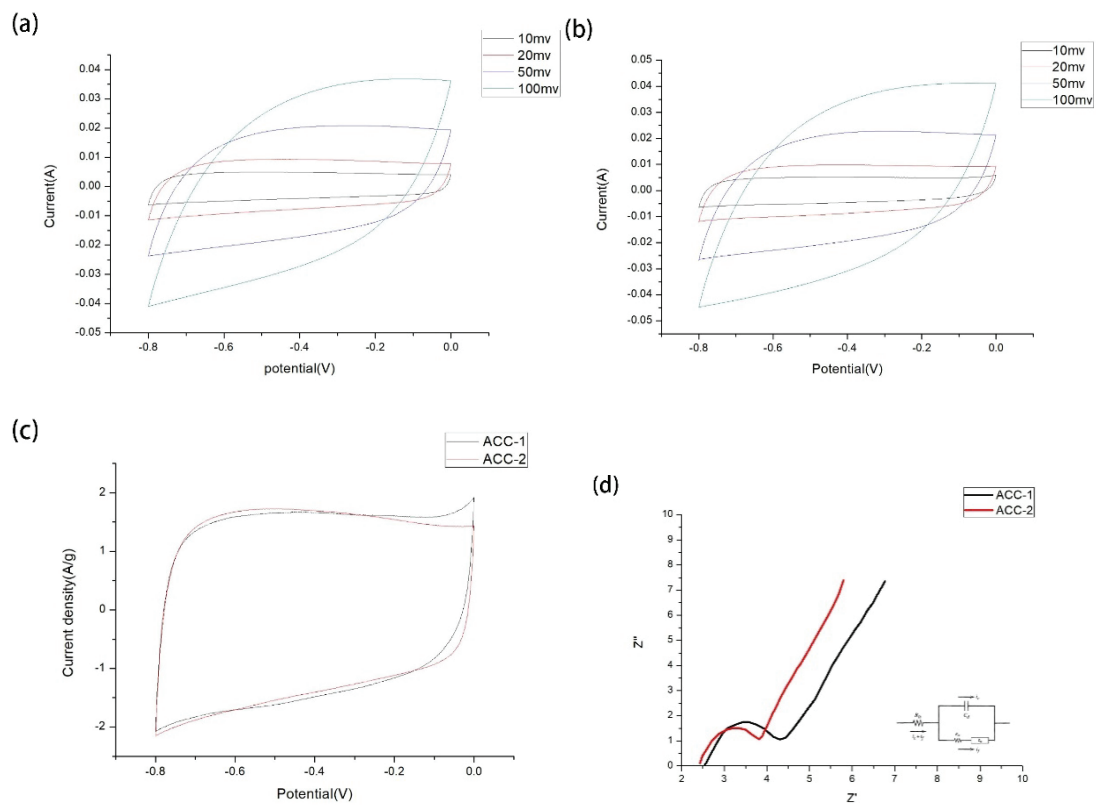 (a)
10mv
20mv
50mv
100mv
0.04
0.03
0.02
0.01
0.00
-0.01
-0.02
-0.03
-0.04
-0.05
Current(A)
-0.8
-0.6
-0.4
-0.2
0.0
potential(V)
(b)
10mv
20mv
50mv
100mv
0.05
0.04
0.03
0.02
0.01
0.00
-0.01
-0.02
-0.03
-0.04
-0.05
Current(A)
-0.8
-0.6
-0.4
-0.2
0.0
Potential(V)
(c)
ACC-1
ACC-2
2
1
0
-1
-2
Current density(A/g)
-0.8
-0.6
-0.4
-0.2
0.0
Potential(V)
(d)
ACC-1
ACC-2
10
9
8
7
6
5
4
3
2
1
0
Z"
2
3
4
5
6
7
8
9
10
Z'